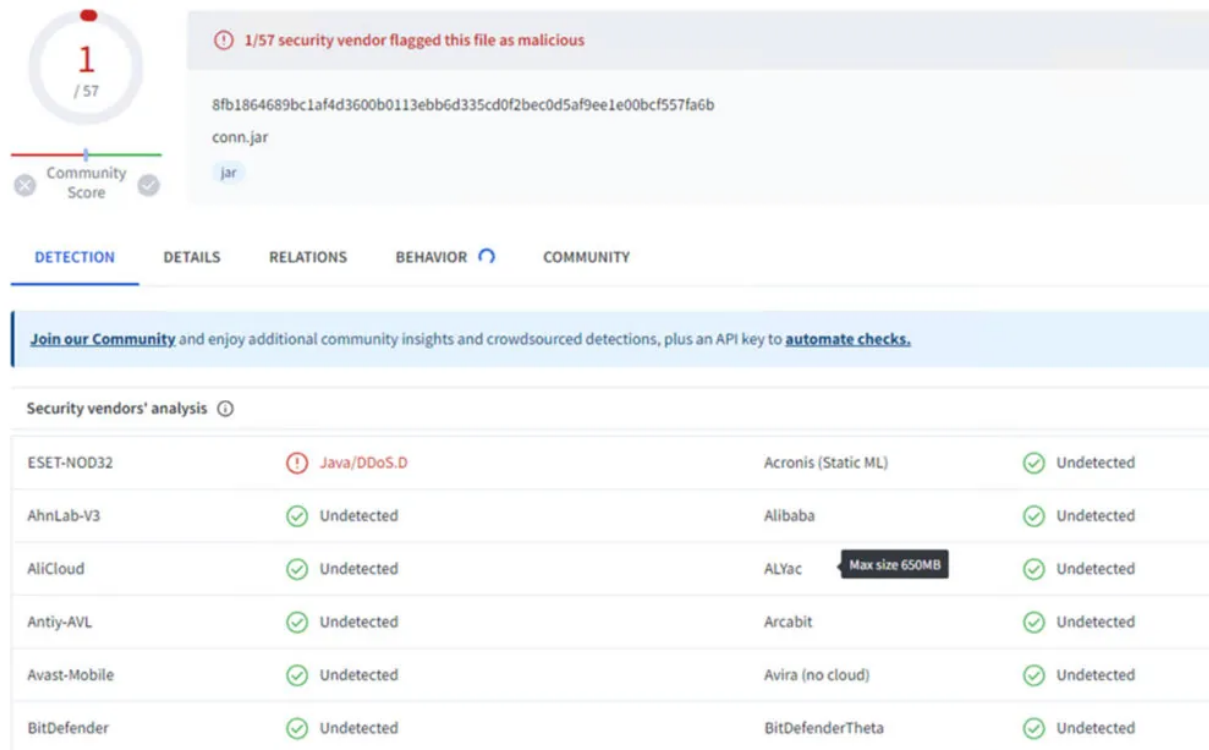 1
/ 57
Community
Score
1/57 security vendor flagged this file as malicious
8fb1864689bc1af4d3600b0113ebb6d335cd0f2bec0d5af9ee1e00bcf557fa6b
conn.jar
jar
DETECTION DETAILS RELATIONS BEHAVIOR COMMUNITY
Join our Community and enjoy additional community insights and crowdsourced detections, plus an API key to automate checks.
Security vendors' analysis
ESET-NOD32 Java/DDoS.D Acronis (Static ML) Undetected
AhnLab-V3 Undetected Alibaba Undetected
AliCloud Undetected ALYac Max size 650MB Undetected
Antiy-AVL Undetected Arcabit Undetected
Avast-Mobile Undetected Avira (no cloud) Undetected
BitDefender Undetected BitDefenderTheta Undetected